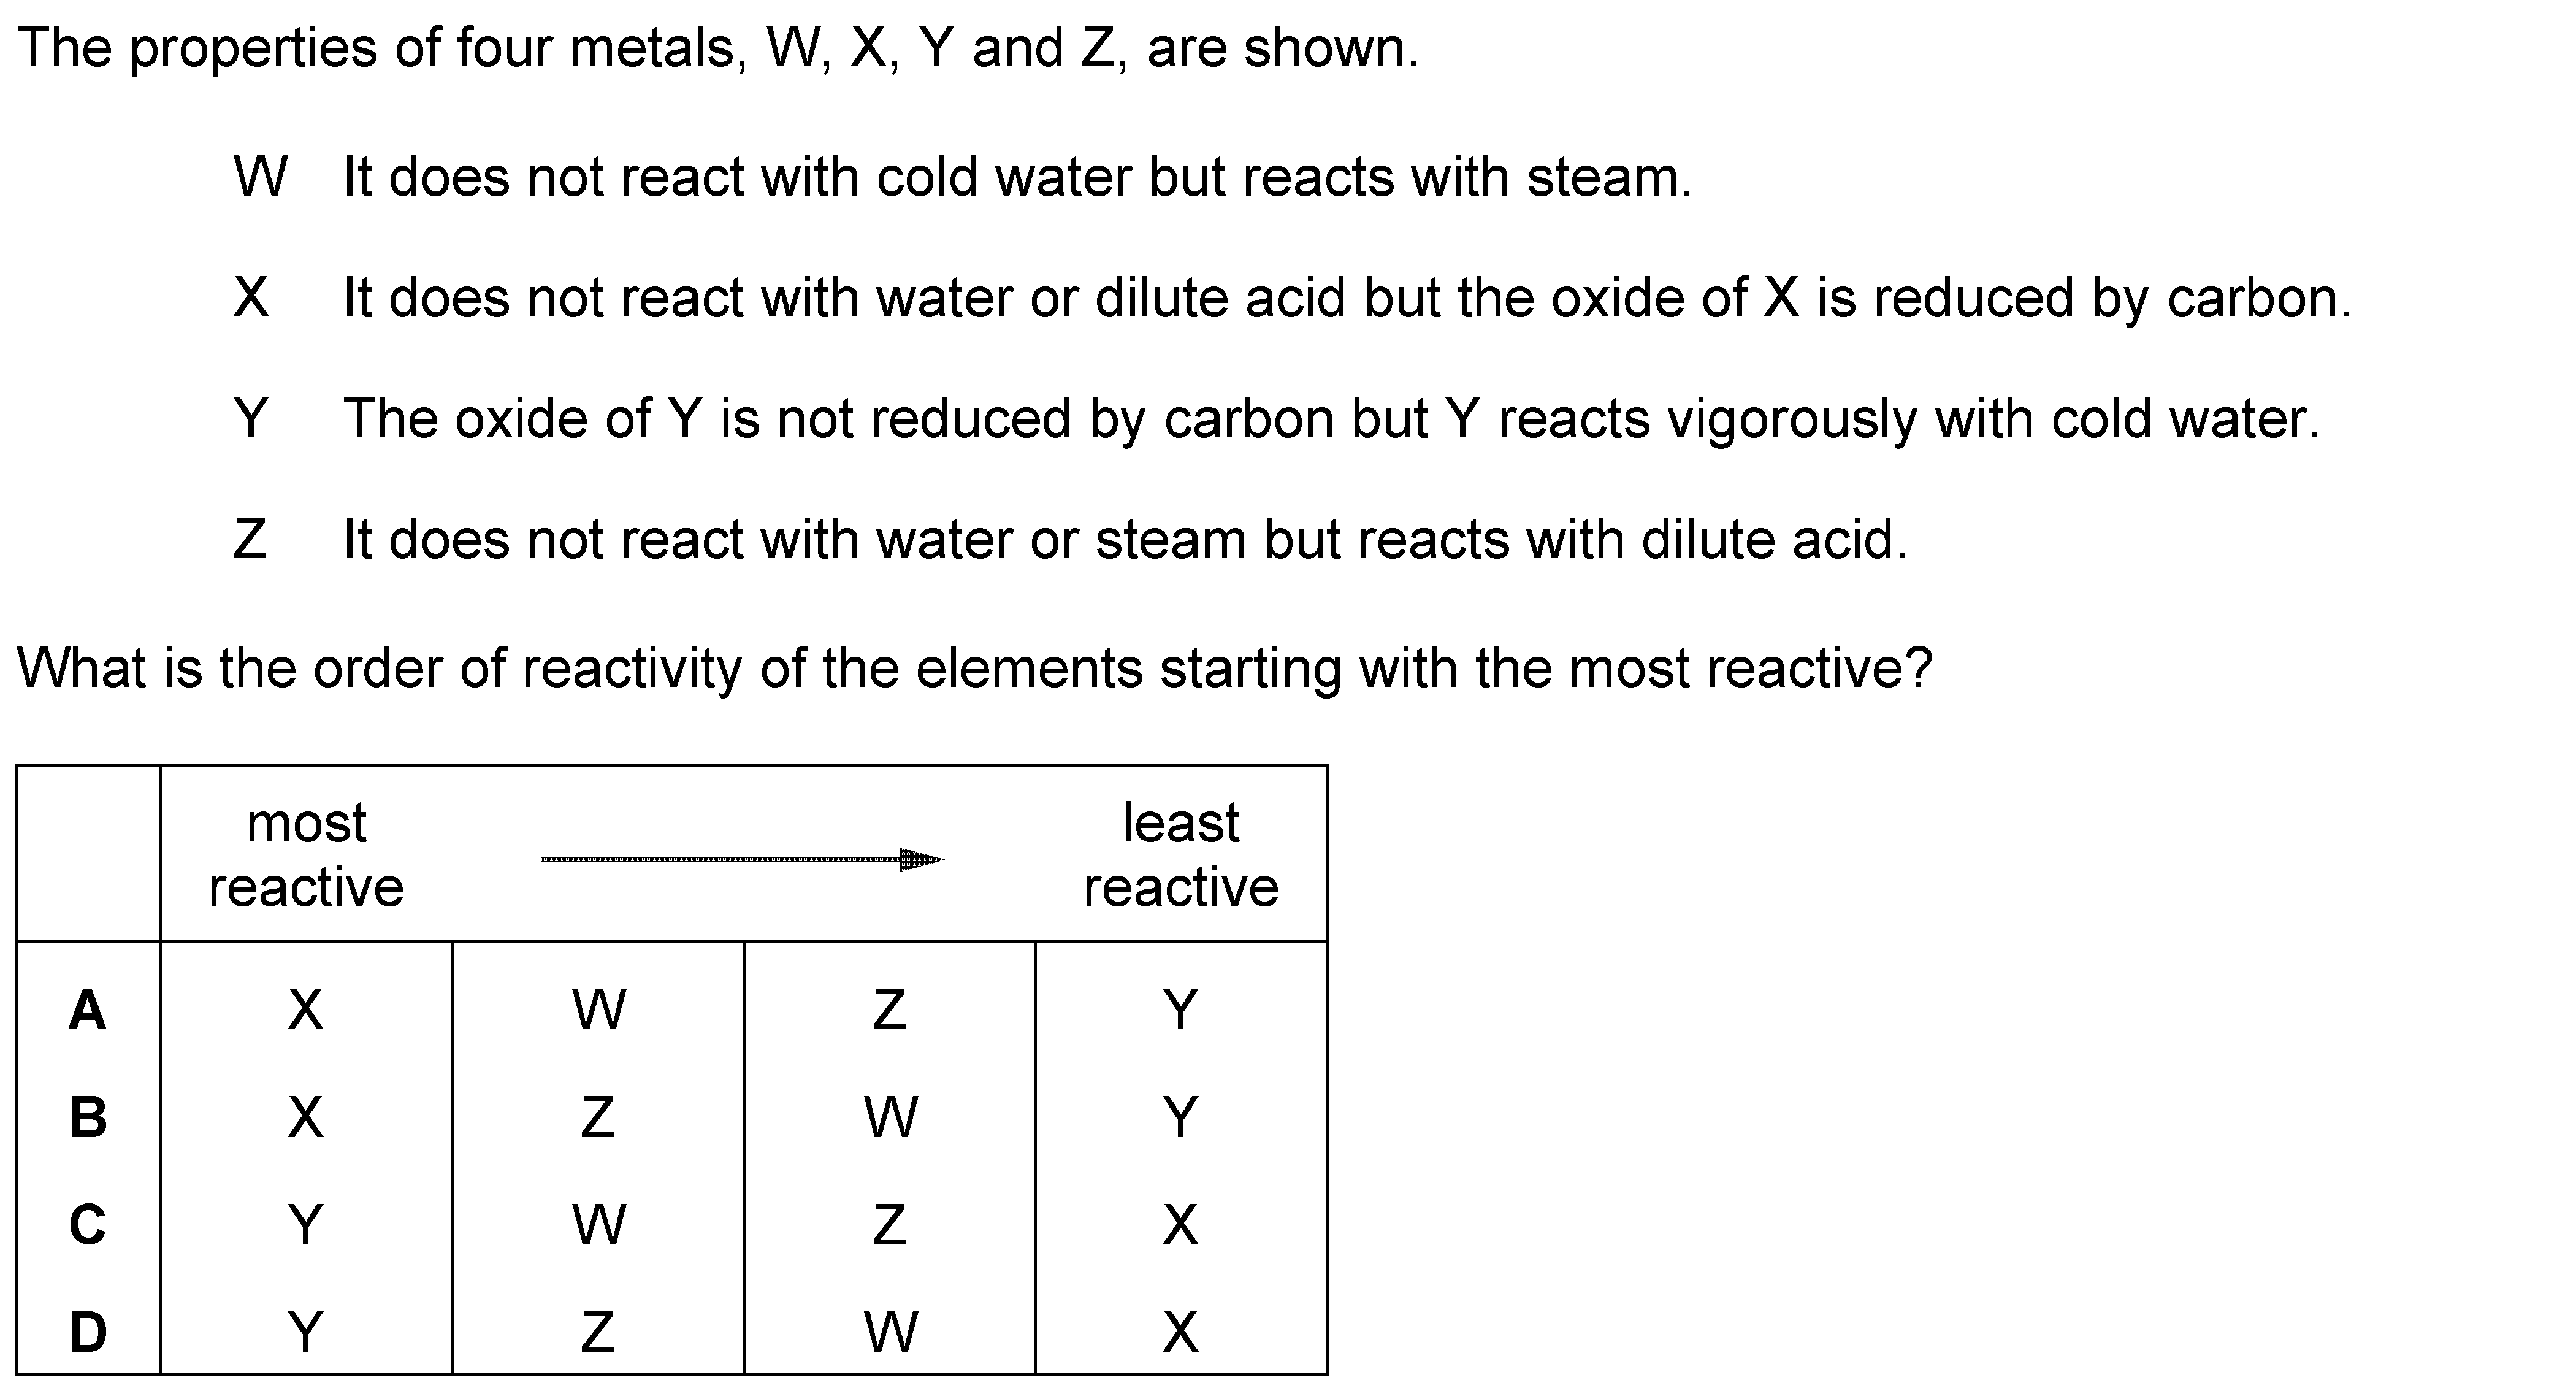 The properties of four metals, W, X, Y and Z, are shown.
W It does not react with cold water but reacts with steam.
X It does not react with water or dilute acid but the oxide of X is reduced by carbon.
Y The oxide of Y is not reduced by carbon but Y reacts vigorously with cold water.
Z It does not react with water or steam but reacts with dilute acid.
What is the order of reactivity of the elements starting with the most reactive?
most reactive
least reactive
A X W Z Y
B X Z W Y
C Y W Z X
D Y Z W X